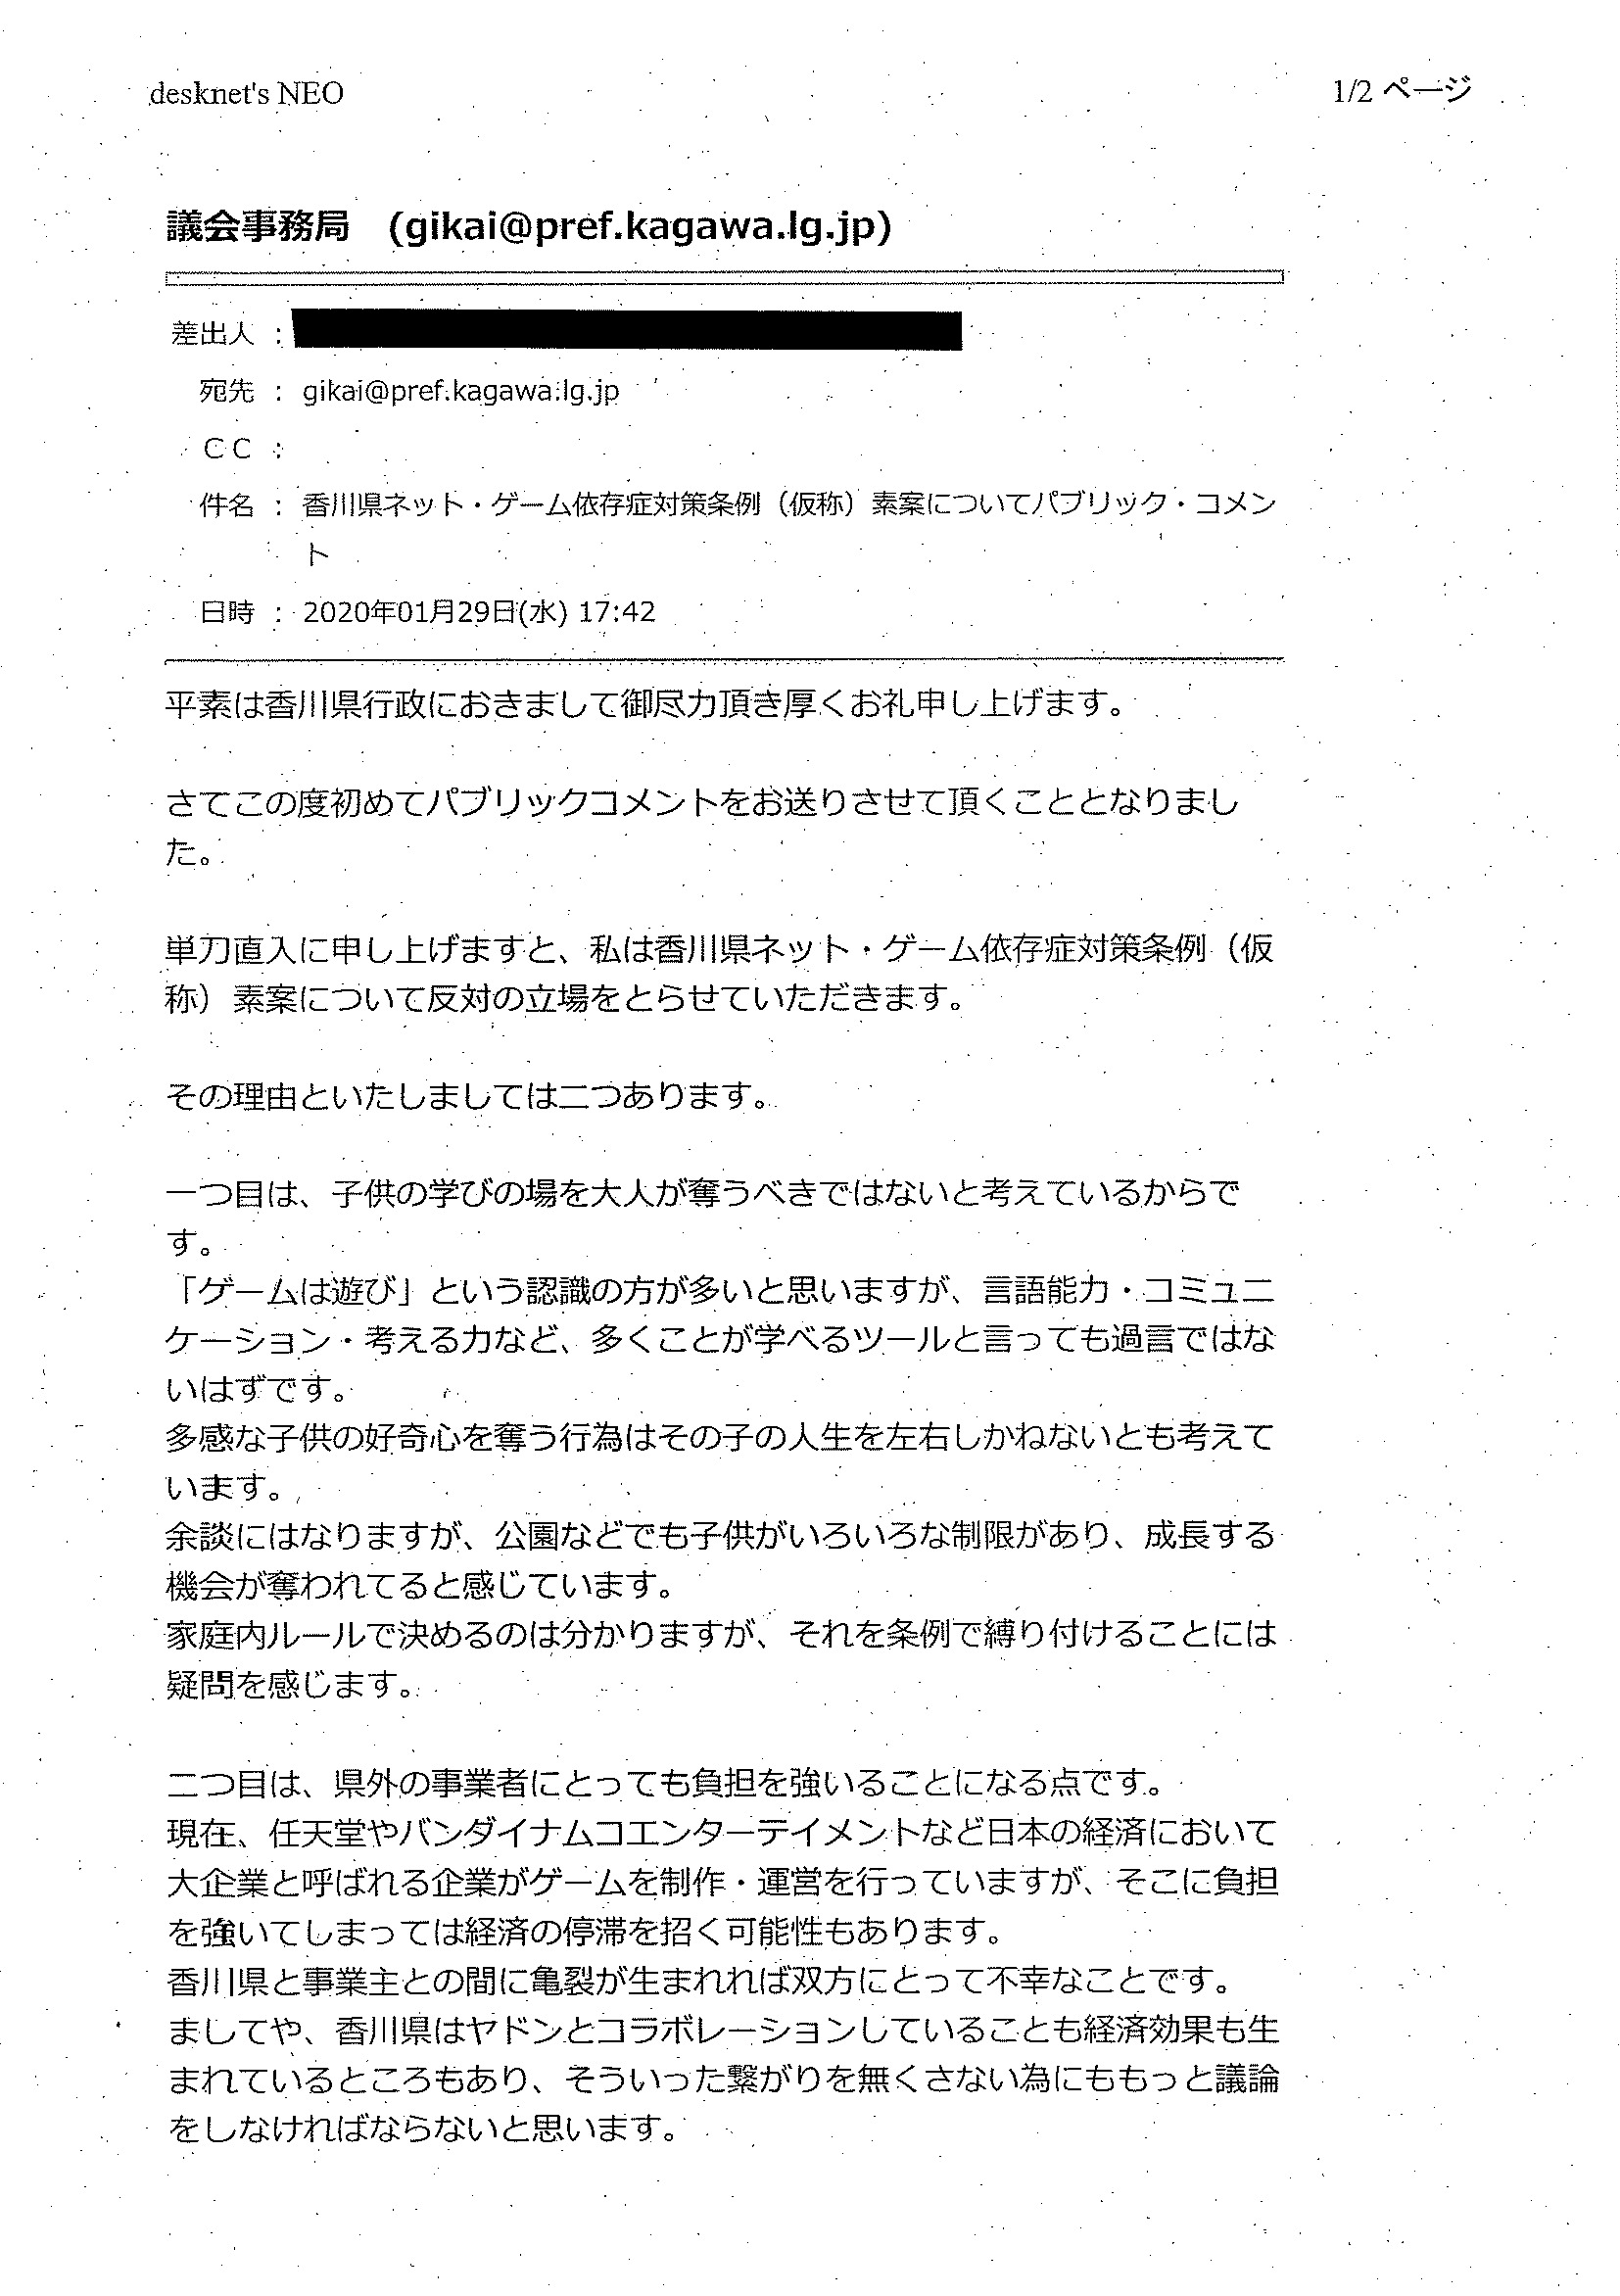 desknet's NEO
1/2 ページ
議会事務局　(gikai@pref.kagawa.lg.jp)
差出人 :
宛先 : gikai@pref.kagawa.lg.jp
CC :
件名 : 香川県ネット・ゲーム依存症対策条例（仮称）素案についてパブリック・コメン
ト
日時 : 2020年01月29日(水) 17:42
平素は香川県行政におきまして御尽力頂き厚くお礼申し上げます。
さてこの度初めてパブリックコメントをお送りさせて頂くこととなりまし
た。
単刀直入に申し上げますと、私は香川県ネット・ゲーム依存症対策条例（仮
称）素案について反対の立場をとらせていただきます。
その理由といたしましては二つあります。
一つ目は、子供の学びの場を大人が奪うべきではないと考えているからで
す。
「ゲームは遊び」という認識の方が多いと思いますが、言語能力・コミュニ
ケーション・考える力など、多くことが学べるツールと言っても過言ではな
いはずです。
多感な子供の好奇心を奪う行為はその子の人生を左右しかねないとも考えて
います。
余談にはなりますが、公園などでも子供がいろいろな制限があり、成長する
機会が奪われてると感じています。
家庭内ルールで決めるのは分かりますが、それを条例で縛り付けることには
疑問を感じます。
二つ目は、県外の事業者にとっても負担を強いることになる点です。
現在、任天堂やバンダイナムコエンターテイメントなど日本の経済において
大企業と呼ばれる企業がゲームを制作・運営を行っていますが、そこに負担
を強いてしまっては経済の停滞を招く可能性もあります。
香川県と事業主との間に亀裂が生まれれば双方にとって不幸なことです。
ましてや、香川県はヤドンとコラボレーションしていることも経済効果も生
まれているところもあり、そういった繋がりを無くさない為にももっと議論
をしなければならないと思います。